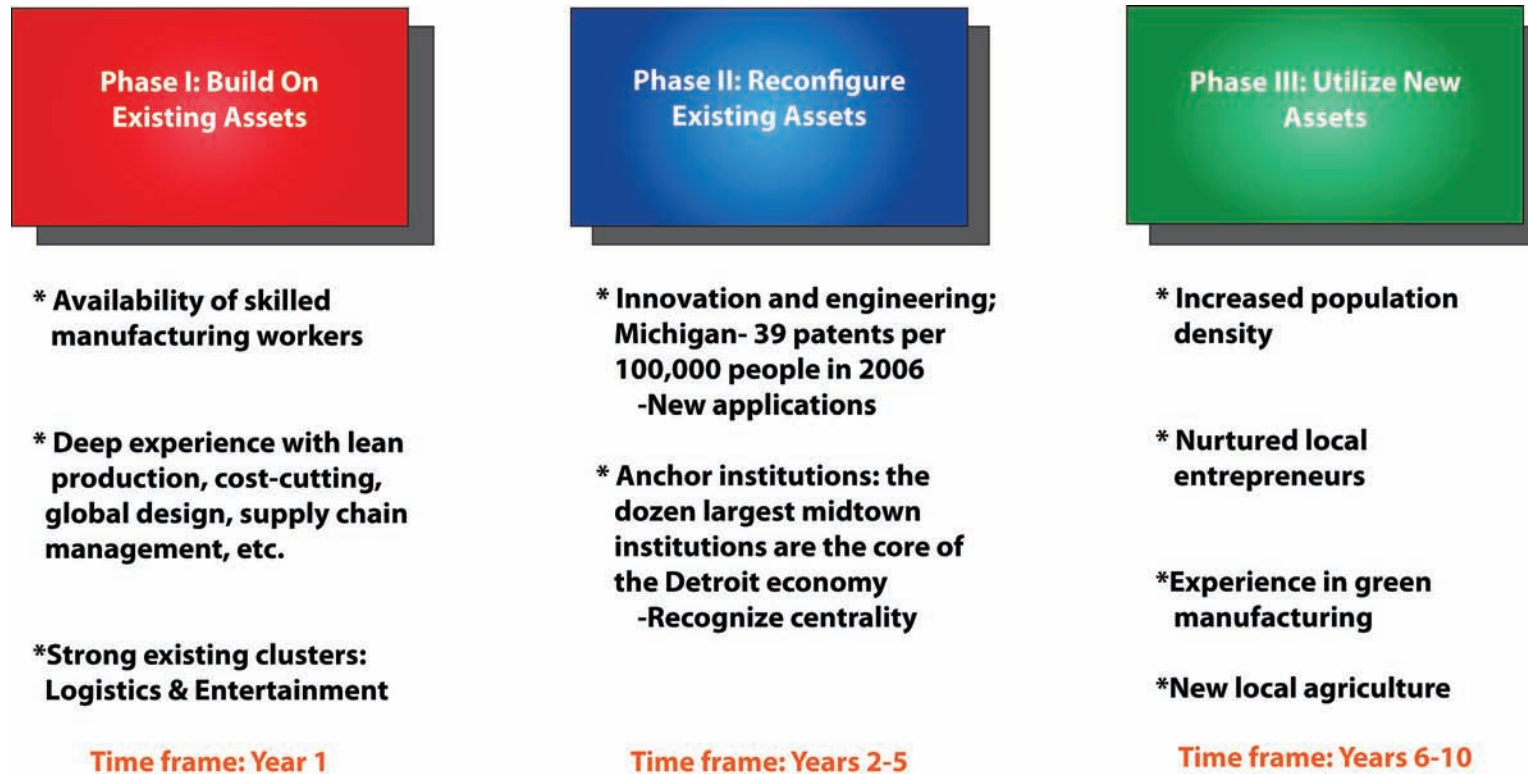 Phase I: Build On
Existing Assets
* Availability of skilled
manufacturing workers
* Deep experience with lean
production, cost-cutting,
global design, supply chain
management, etc.
*Strong existing clusters:
Logistics & Entertainment
Time frame: Year 1
Phase II: Reconfigure
Existing Assets
* Innovation and engineering;
Michigan- 39 patents per
100,000 people in 2006
-New applications
* Anchor institutions: the
dozen largest midtown
institutions are the core of
the Detroit economy
-Recognize centrality
Time frame: Years 2-5
Phase III: Utilize New
Assets
* Increased population
density
* Nurtured local
entrepreneurs
*Experience in green
manufacturing
*New local agriculture
Time frame: Years 6-10